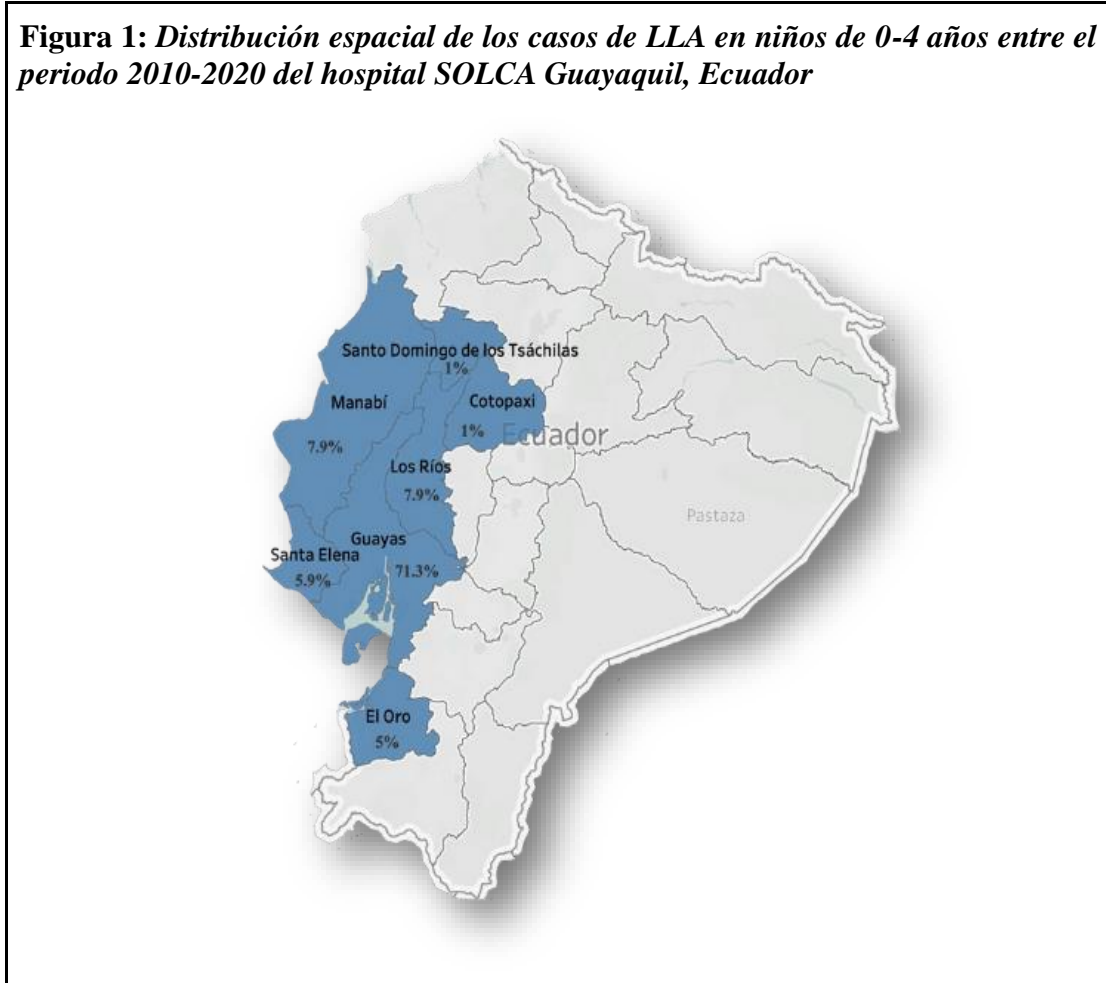 Figura 1: Distribución espacial de los casos de LLA en niños de 0-4 años entre el
periodo 2010-2020 del hospital SOLCA Guayaquil, Ecuador
Santo Domingo de los Tsáchilas
1%
Manabí
Cotopaxi
7.9%
1%
Ecuador
Los Ríos
7.9%
Pastaza
Guayas
Santa Elena
71.3%
5.9%
El Oro
5%